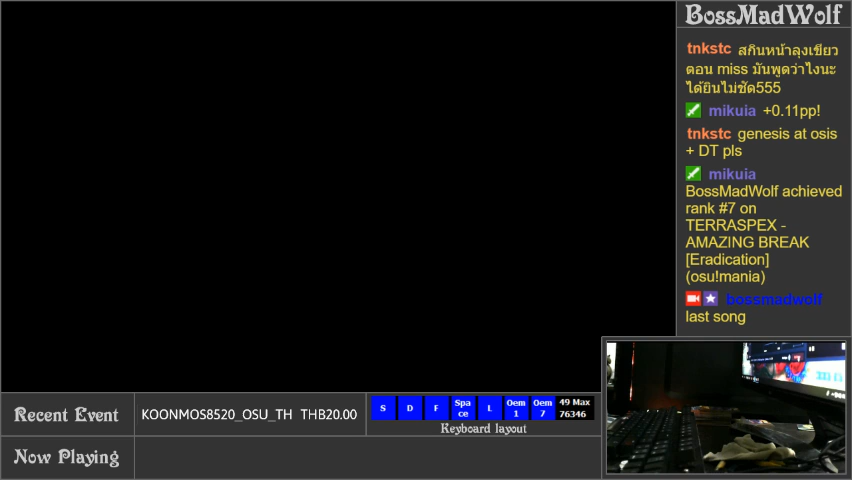 BossMadWolf
tnkstc สกินหน้าลุงเขียว
ตอน miss มันพูดว่าไงนะ
ได้ยินไม่ชัด555
mikuia +0.11pp!
tnkstc genesis at osis
+ DT pls
mikuia
BossMadWolf achieved
rank #7 on
TERRASPEX -
AMAZING BREAK
[Eradication]
(osu!mania)
bossmadwolf
last song
Recent Event
KOONMOS8520_OSU_TH THB20.00
S D F Spa
ce L Oem
1 Oem
7 49 Max
76346
Keyboard layout
Now Playing